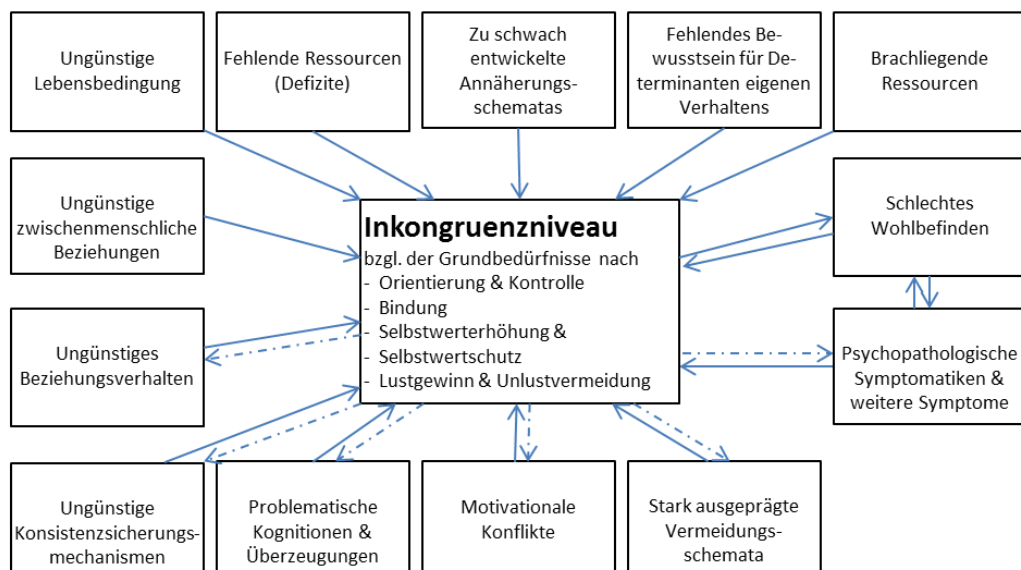 Ungünstige
Lebensbedingung
Fehlende Ressourcen
(Defizite)
Zu schwach
entwickelte
Annäherungs-
schematas
Fehlendes Be-
wusstsein für De-
terminanten eigenen
Verhaltens
Brachliegende
Ressourcen
Ungünstige
zwischenmenschliche
Beziehungen
Inkongruenzniveau
bzgl. der Grundbedürfnisse nach
- Orientierung & Kontrolle
- Bindung
- Selbstwerterhöhung &
- Selbstwertschutz
- Lustgewinn & Unlustvermeidung
Schlechtes
Wohlbefinden
Ungünstiges
Beziehungsverhalten
Psychopathologische
Symptomatiken &
weitere Symptome
Ungünstige
Konsistenzsicherungs-
mechanismen
Problematische
Kognitionen &
Überzeugungen
Motivationale
Konflikte
Stark ausgeprägte
Vermeidungs-
schemata